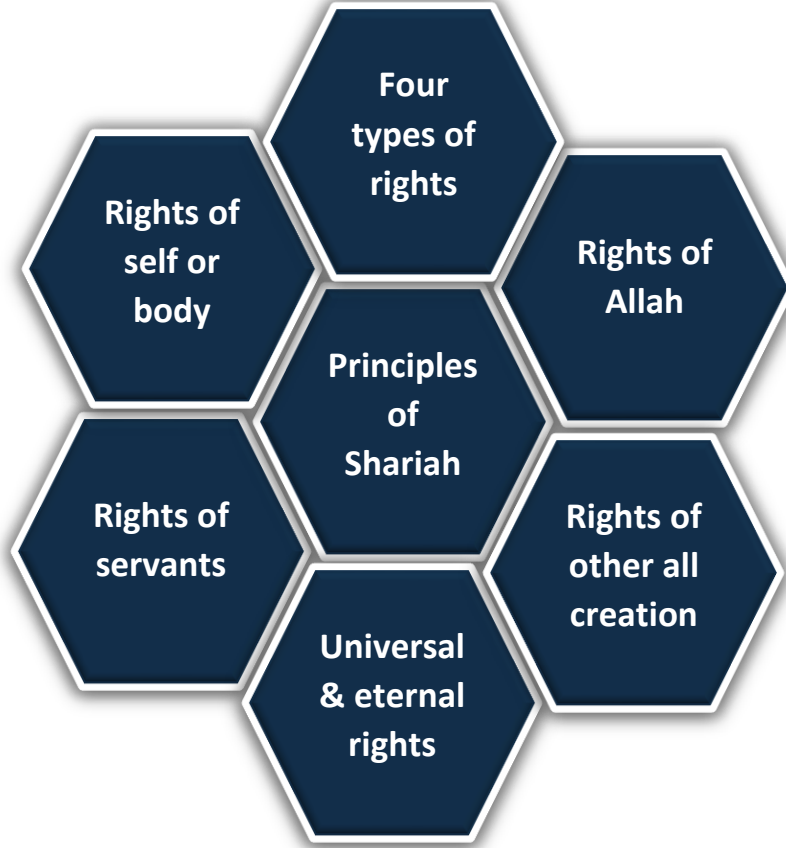 Four
types of
rights
Rights of
self or
body
Rights of
Allah
Principles
of
Shariah
Rights of
servants
Rights of
other all
creation
Universal
& eternal
rights